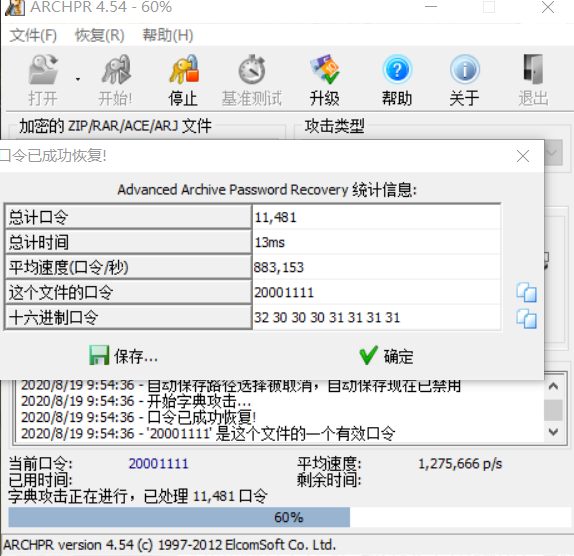 ARCHPR 4.54 - 60%
文件(F) 恢复(R) 帮助(H)
打开 开始! 停止 基准测试 升级 帮助 关于 退出
加密的 ZIP/RAR/ACE/ARJ 文件 攻击类型
口令已成功恢复!
Advanced Archive Password Recovery 统计信息:
总计口令 11,481
总计时间 13ms
平均速度(口令/秒) 883,153
这个文件的口令 20001111
十六进制口令 32 30 30 30 31 31 31 31
保存... 确定
2020/8/19 9:54:36 - 自动保存路径选择被取消，自动保存现在已禁用
2020/8/19 9:54:36 - 开始字典攻击...
2020/8/19 9:54:36 - 口令已成功恢复!
2020/8/19 9:54:36 - '20001111' 是这个文件的一个有效口令
当前口令: 20001111 平均速度: 1,275,666 p/s
已用时间: 剩余时间:
字典攻击正在进行，已处理 11,481 口令
60%
ARCHPR version 4.54 (c) 1997-2012 ElcomSoft Co. Ltd.